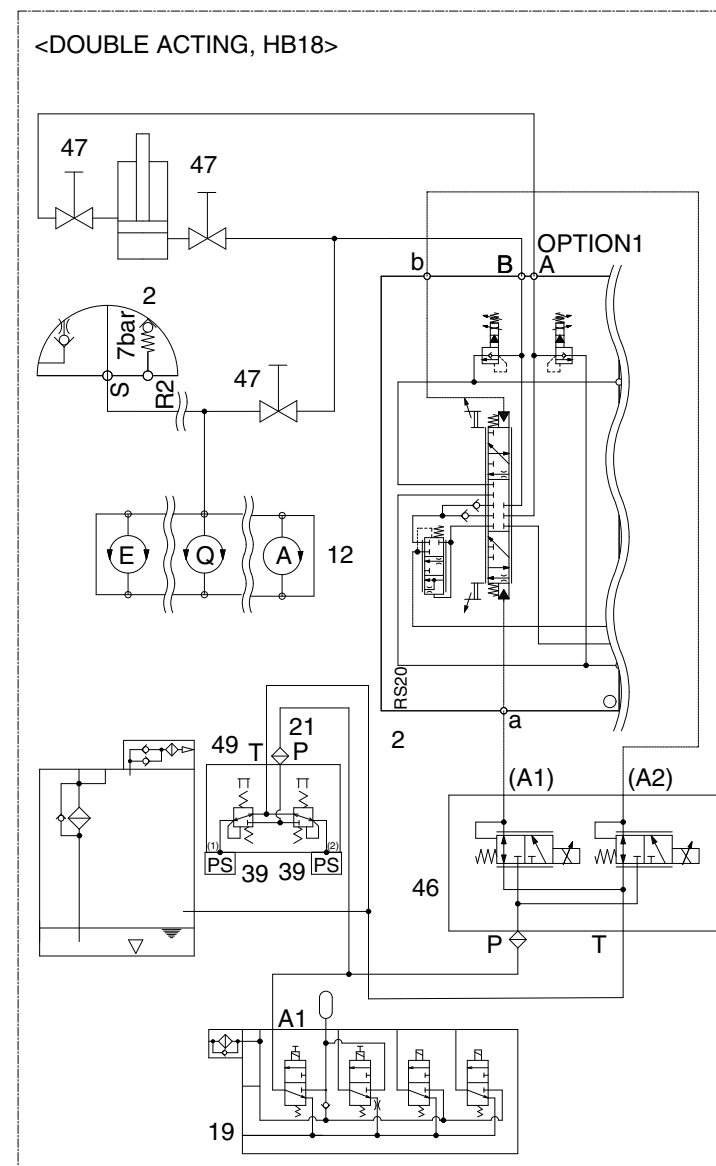 <DOUBLE ACTING, HB18>
47
47
OPTION1
b
B
A
2
7bar
S
R2
47
E
Q
A
12
RS20
a
2
21
49
T
P
(A1)
(A2)
(1)
(2)
PS
39
39
PS
46
P
T
A1
19